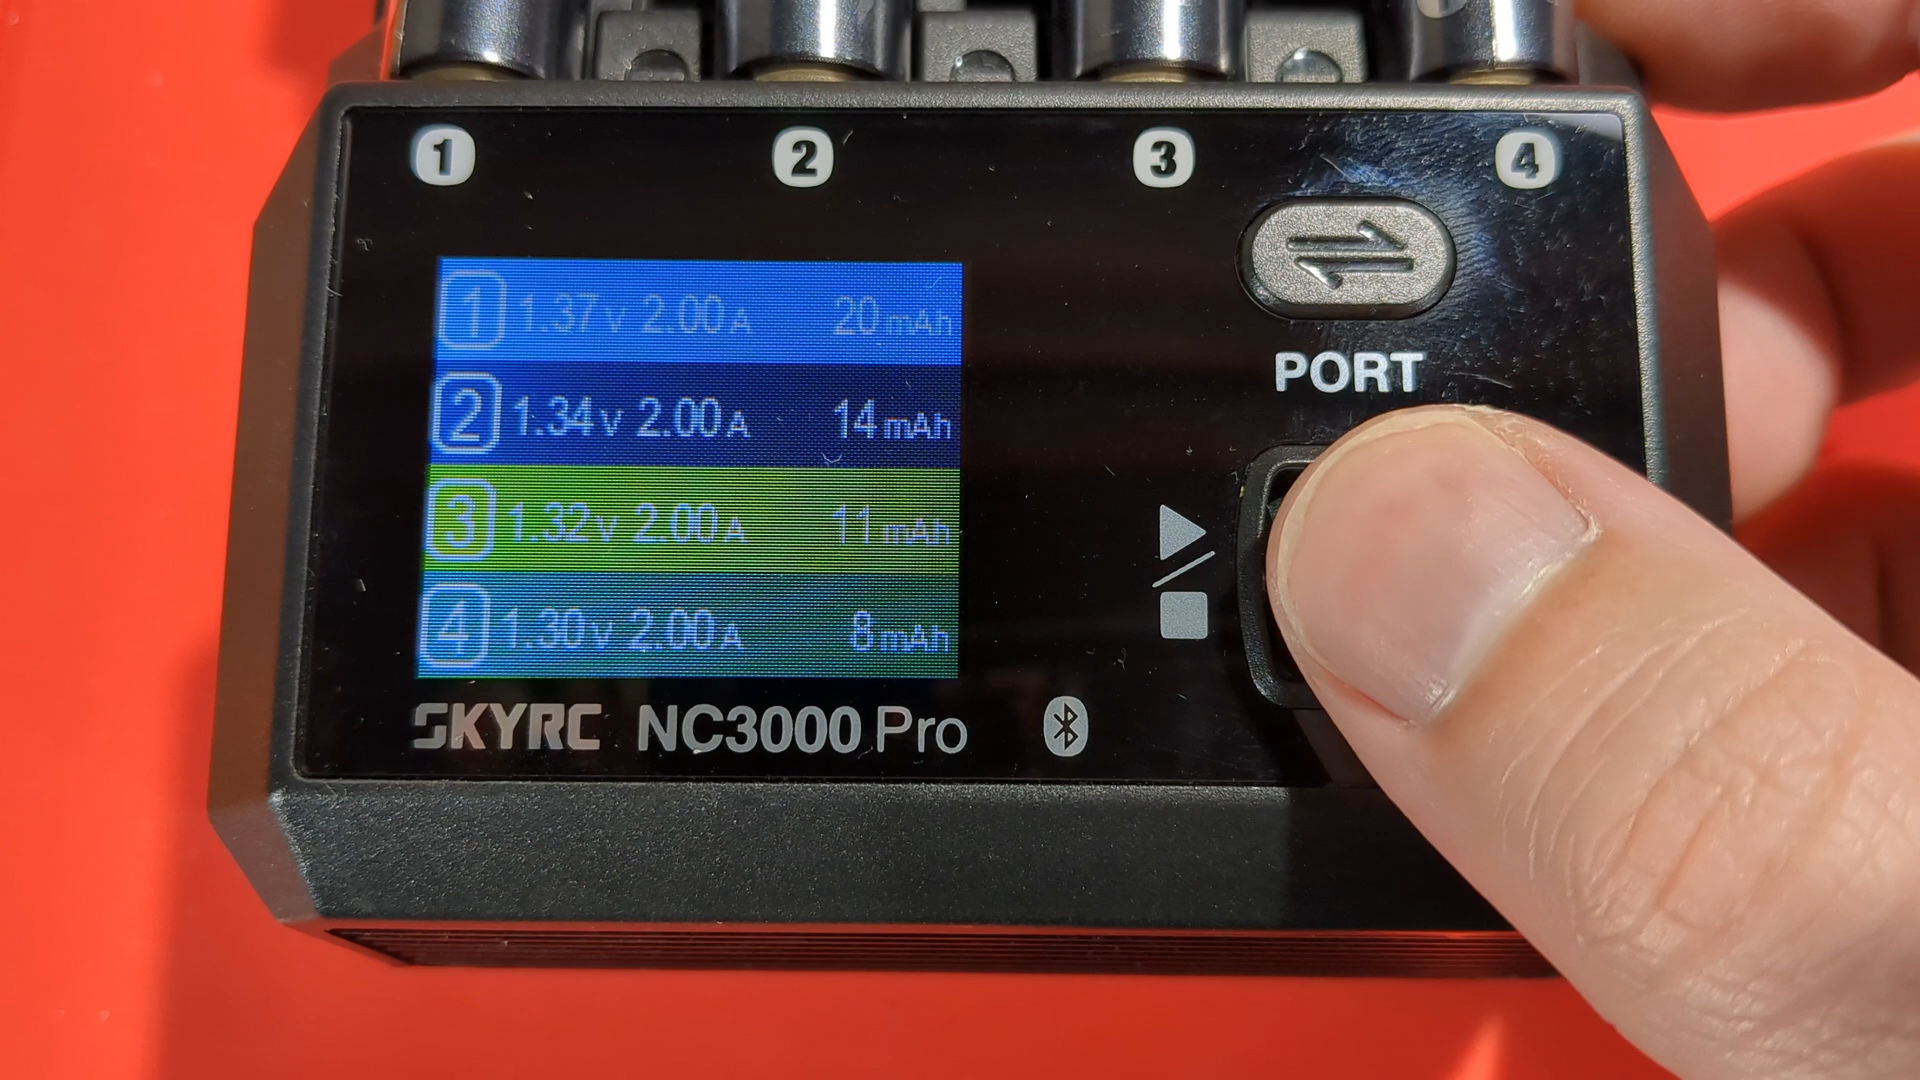 1 2 3 4
1 1.37V 2.00A 20mAh
2 1.34V 2.00A 14mAh
3 1.32V 2.00A 11mAh
4 1.30V 2.00A 8mAh
PORT
SKYRC NC3000 Pro